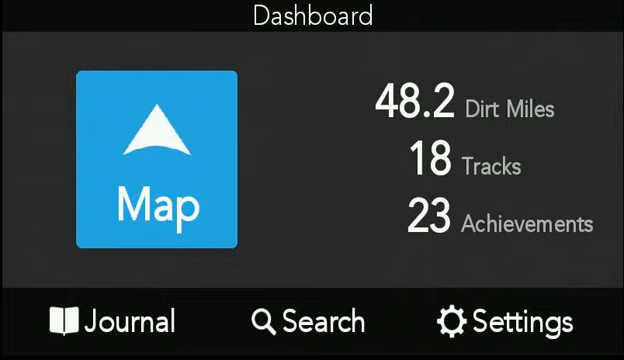 Dashboard
Map
48.2 Dirt Miles
18 Tracks
23 Achievements
Journal
Search
Settings